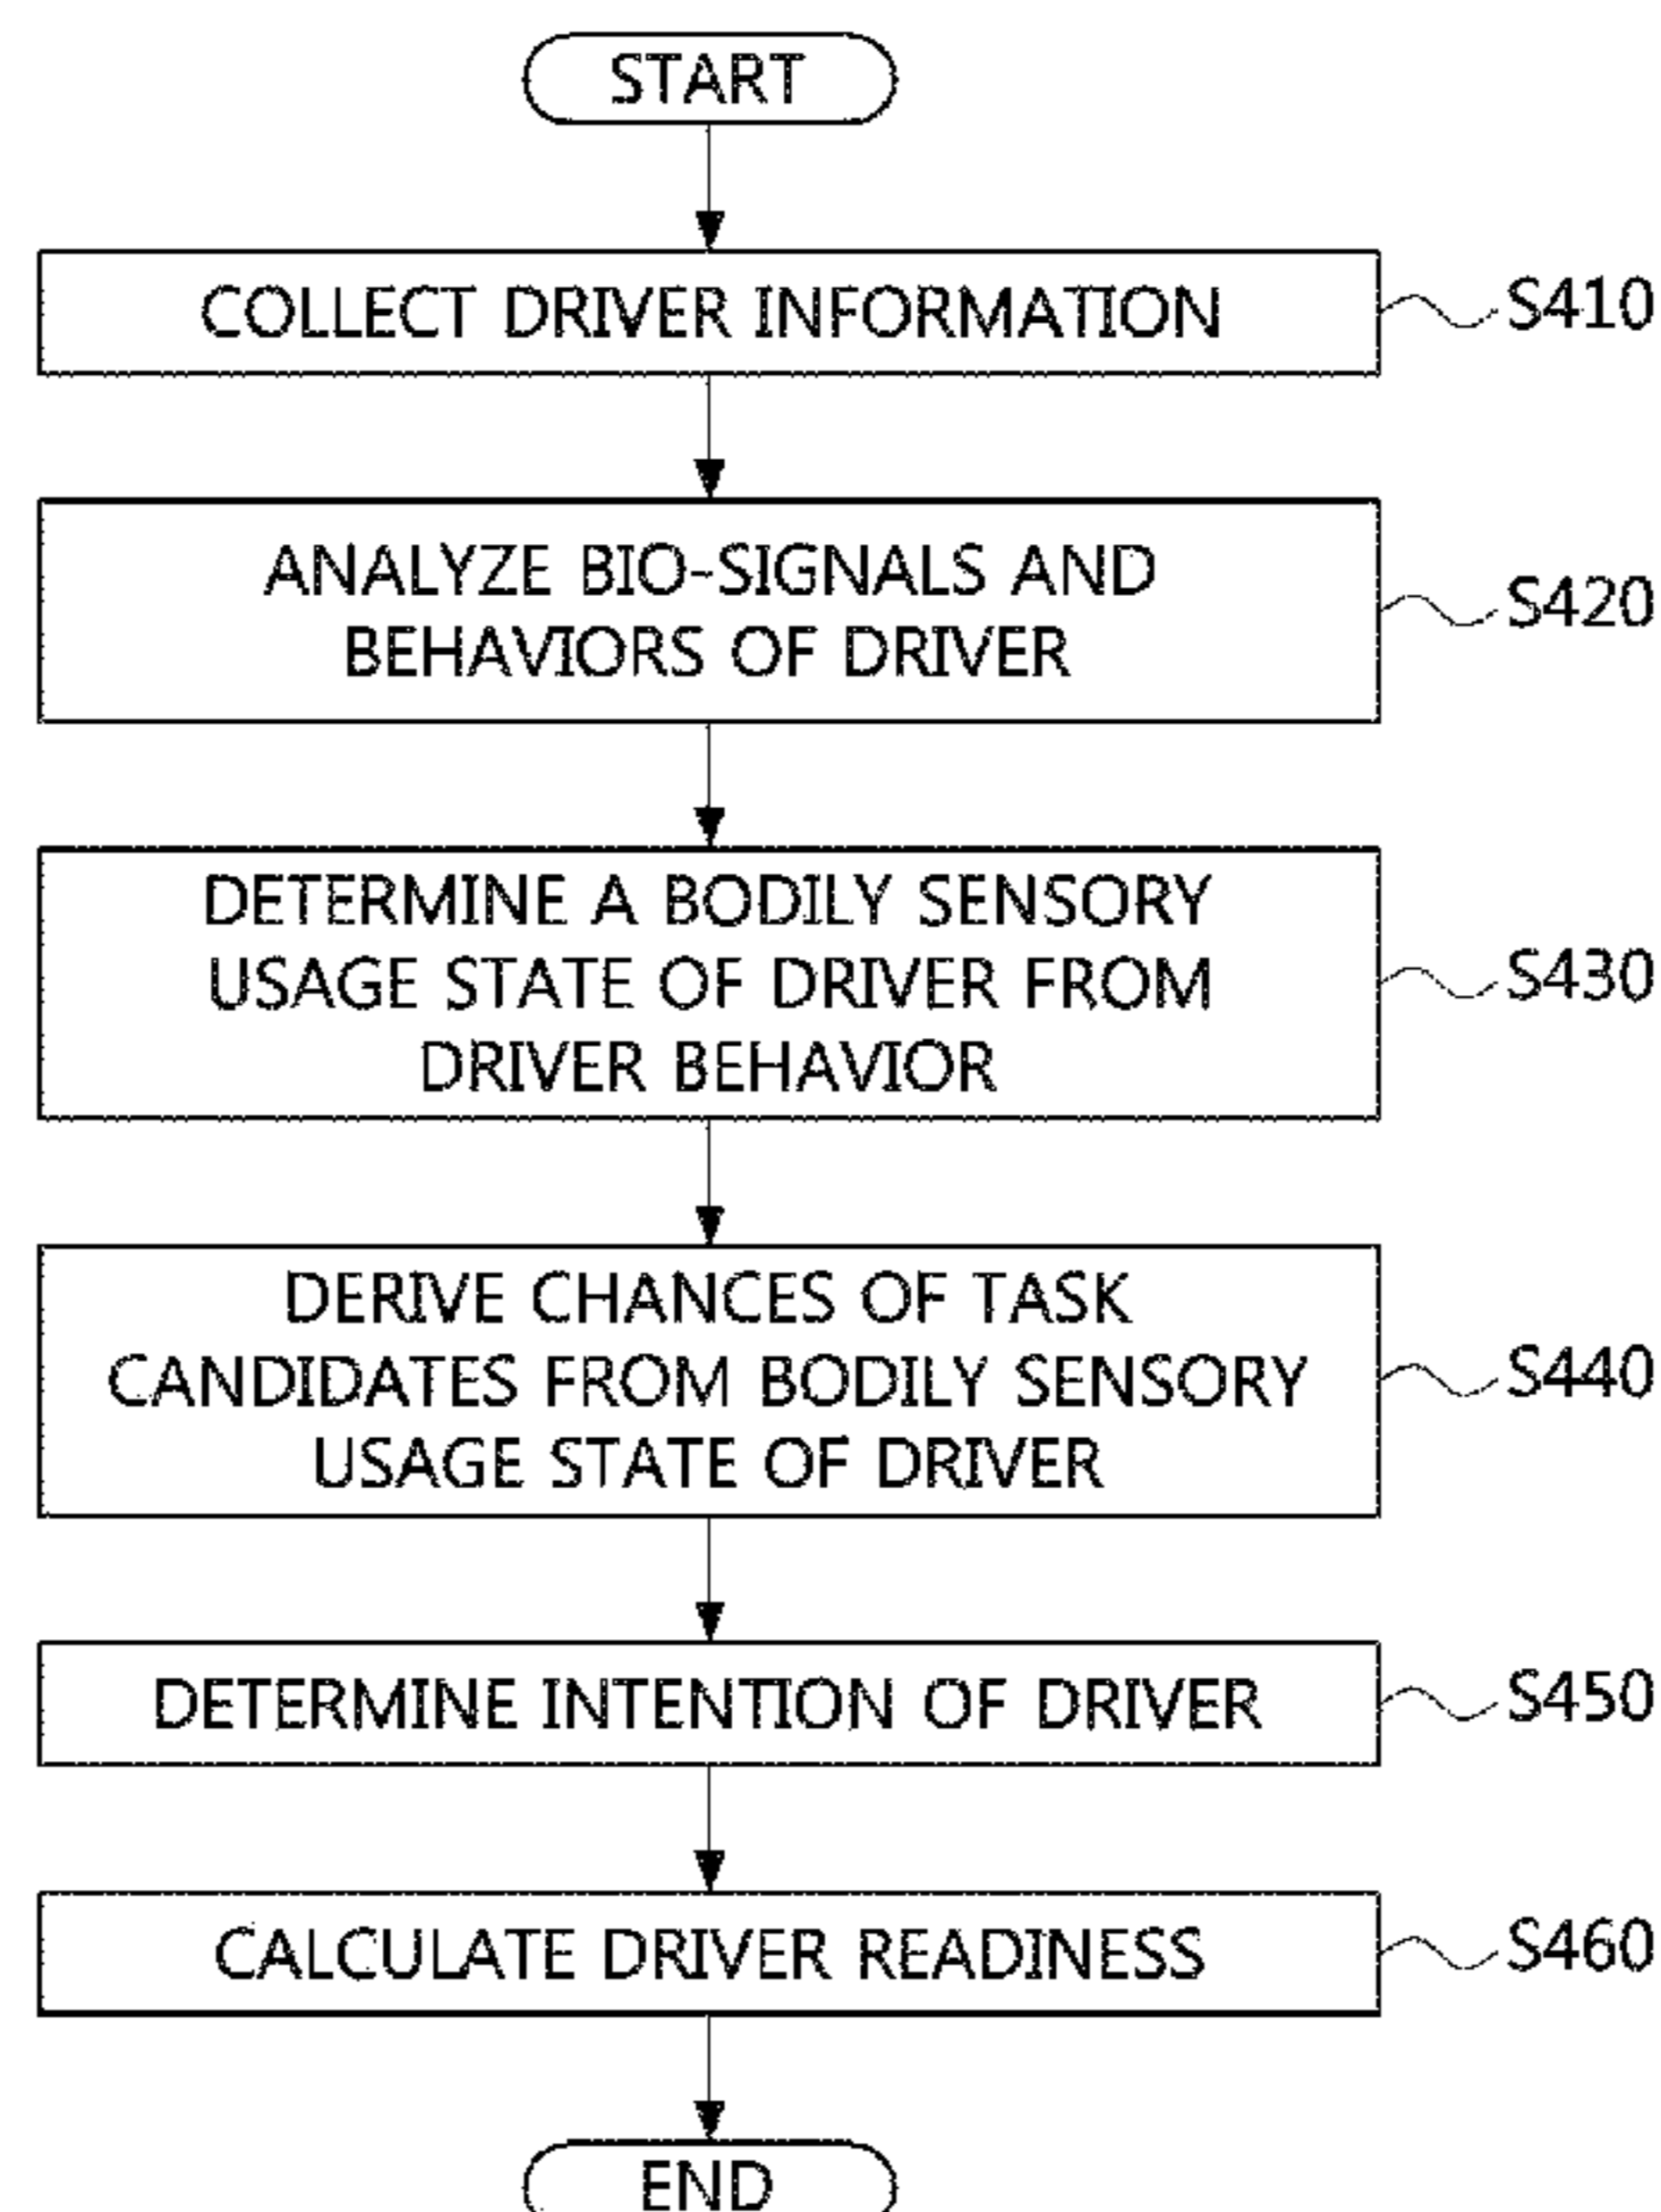 START
COLLECT DRIVER INFORMATION
S410
ANALYZE BIO-SIGNALS AND
BEHAVIORS OF DRIVER
S420
DETERMINE A BODILY SENSORY
USAGE STATE OF DRIVER FROM
DRIVER BEHAVIOR
S430
DERIVE CHANCES OF TASK
CANDIDATES FROM BODILY SENSORY
USAGE STATE OF DRIVER
S440
DETERMINE INTENTION OF DRIVER
S450
CALCULATE DRIVER READINESS
S460
END